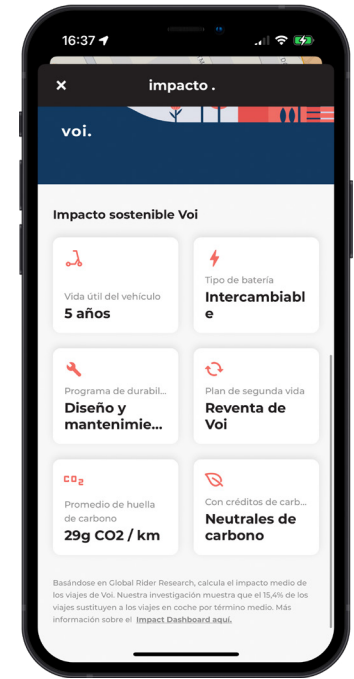 16:37
impacto .
voi.
Impacto sostenible Voi
Vida útil del vehículo
5 años
Tipo de batería
Intercambiabl
e
Programa de durabil...
Diseño y
mantenimie...
Plan de segunda vida
Reventa de
Voi
CO2
Promedio de huella
de carbono
29g CO2 / km
Con créditos de carb...
Neutrales de
carbono
Basándose en Global Rider Research, calcula el impacto medio de
los viajes de Voi. Nuestra investigación muestra que el 15,4% de los
viajes sustituyen a los viajes en coche por término medio. Más
información sobre el Impact Dashboard aquí.